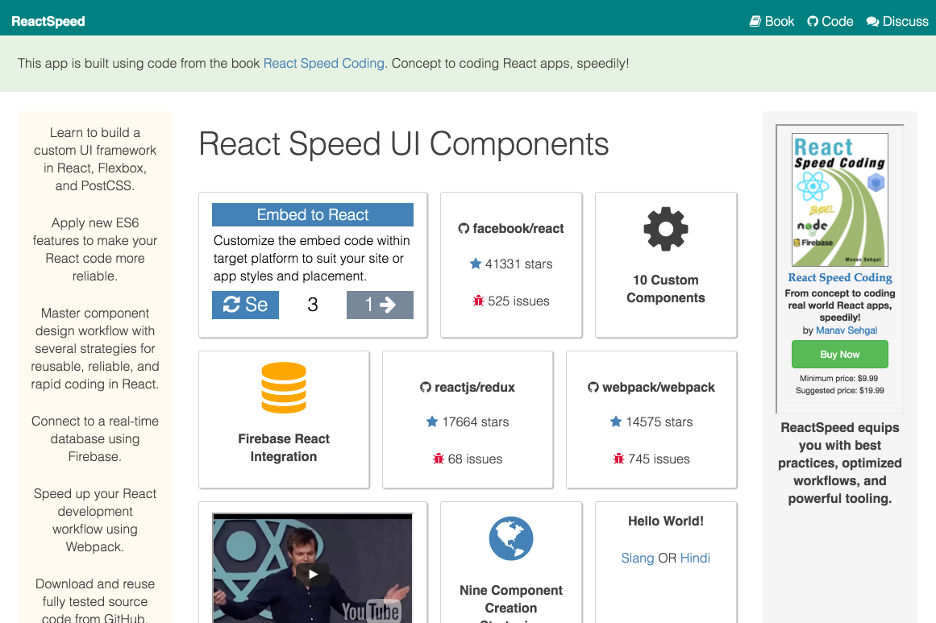 ReactSpeed
Book Code Discuss
This app is built using code from the book React Speed Coding. Concept to coding React apps, speedily!
Learn to build a
custom UI framework
in React, Flexbox,
and PostCSS.
Apply new ES6
features to make your
React code more
reliable.
Master component
design workflow with
several strategies for
reusable, reliable, and
rapid coding in React.
Connect to a real-time
database using
Firebase.
Speed up your React
development
workflow using
Webpack.
Download and reuse
fully tested source
code from GitHub.
React Speed UI Components
Embed to React
Customize the embed code within
target platform to suit your site or
app styles and placement.
Se 3 1
facebook/react
41331 stars
525 issues
10 Custom
Components
Firebase React
Integration
reactjs/redux
17664 stars
68 issues
webpack/webpack
14575 stars
745 issues
YouTube
Nine Component
Creation
Hello World!
Slang OR Hindi
React
Speed Coding
BABEL
node
Firebase
Manav Sehgal
React Speed Coding
From concept to coding
real world React apps,
speedily!
by Manav Sehgal
Buy Now
Minimum price: $9.99
Suggested price: $19.99
ReactSpeed equips
you with best
practices, optimized
workflows, and
powerful tooling.